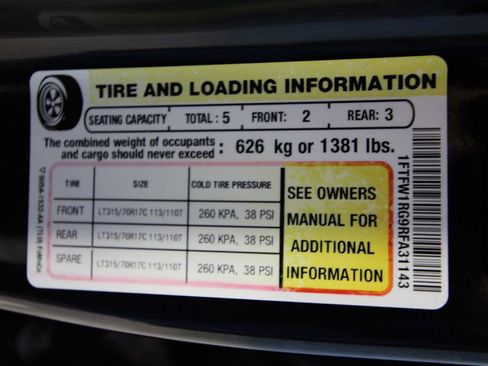 TIRE AND LOADING INFORMATION
SEATING CAPACITY TOTAL : 5 FRONT: 2 REAR: 3
The combined weight of occupants
and cargo should never exceed : 626 kg or 1381 lbs.
TIRE SIZE COLD TIRE PRESSURE
FRONT LT315/70R17C 113/110T 260 KPA, 38 PSI
REAR LT315/70R17C 113/110T 260 KPA, 38 PSI
SPARE LT315/70R17C 113/110T 260 KPA, 38 PSI
SEE OWNERS
MANUAL FOR
ADDITIONAL
INFORMATION
1FTFW1RG9RFA31143